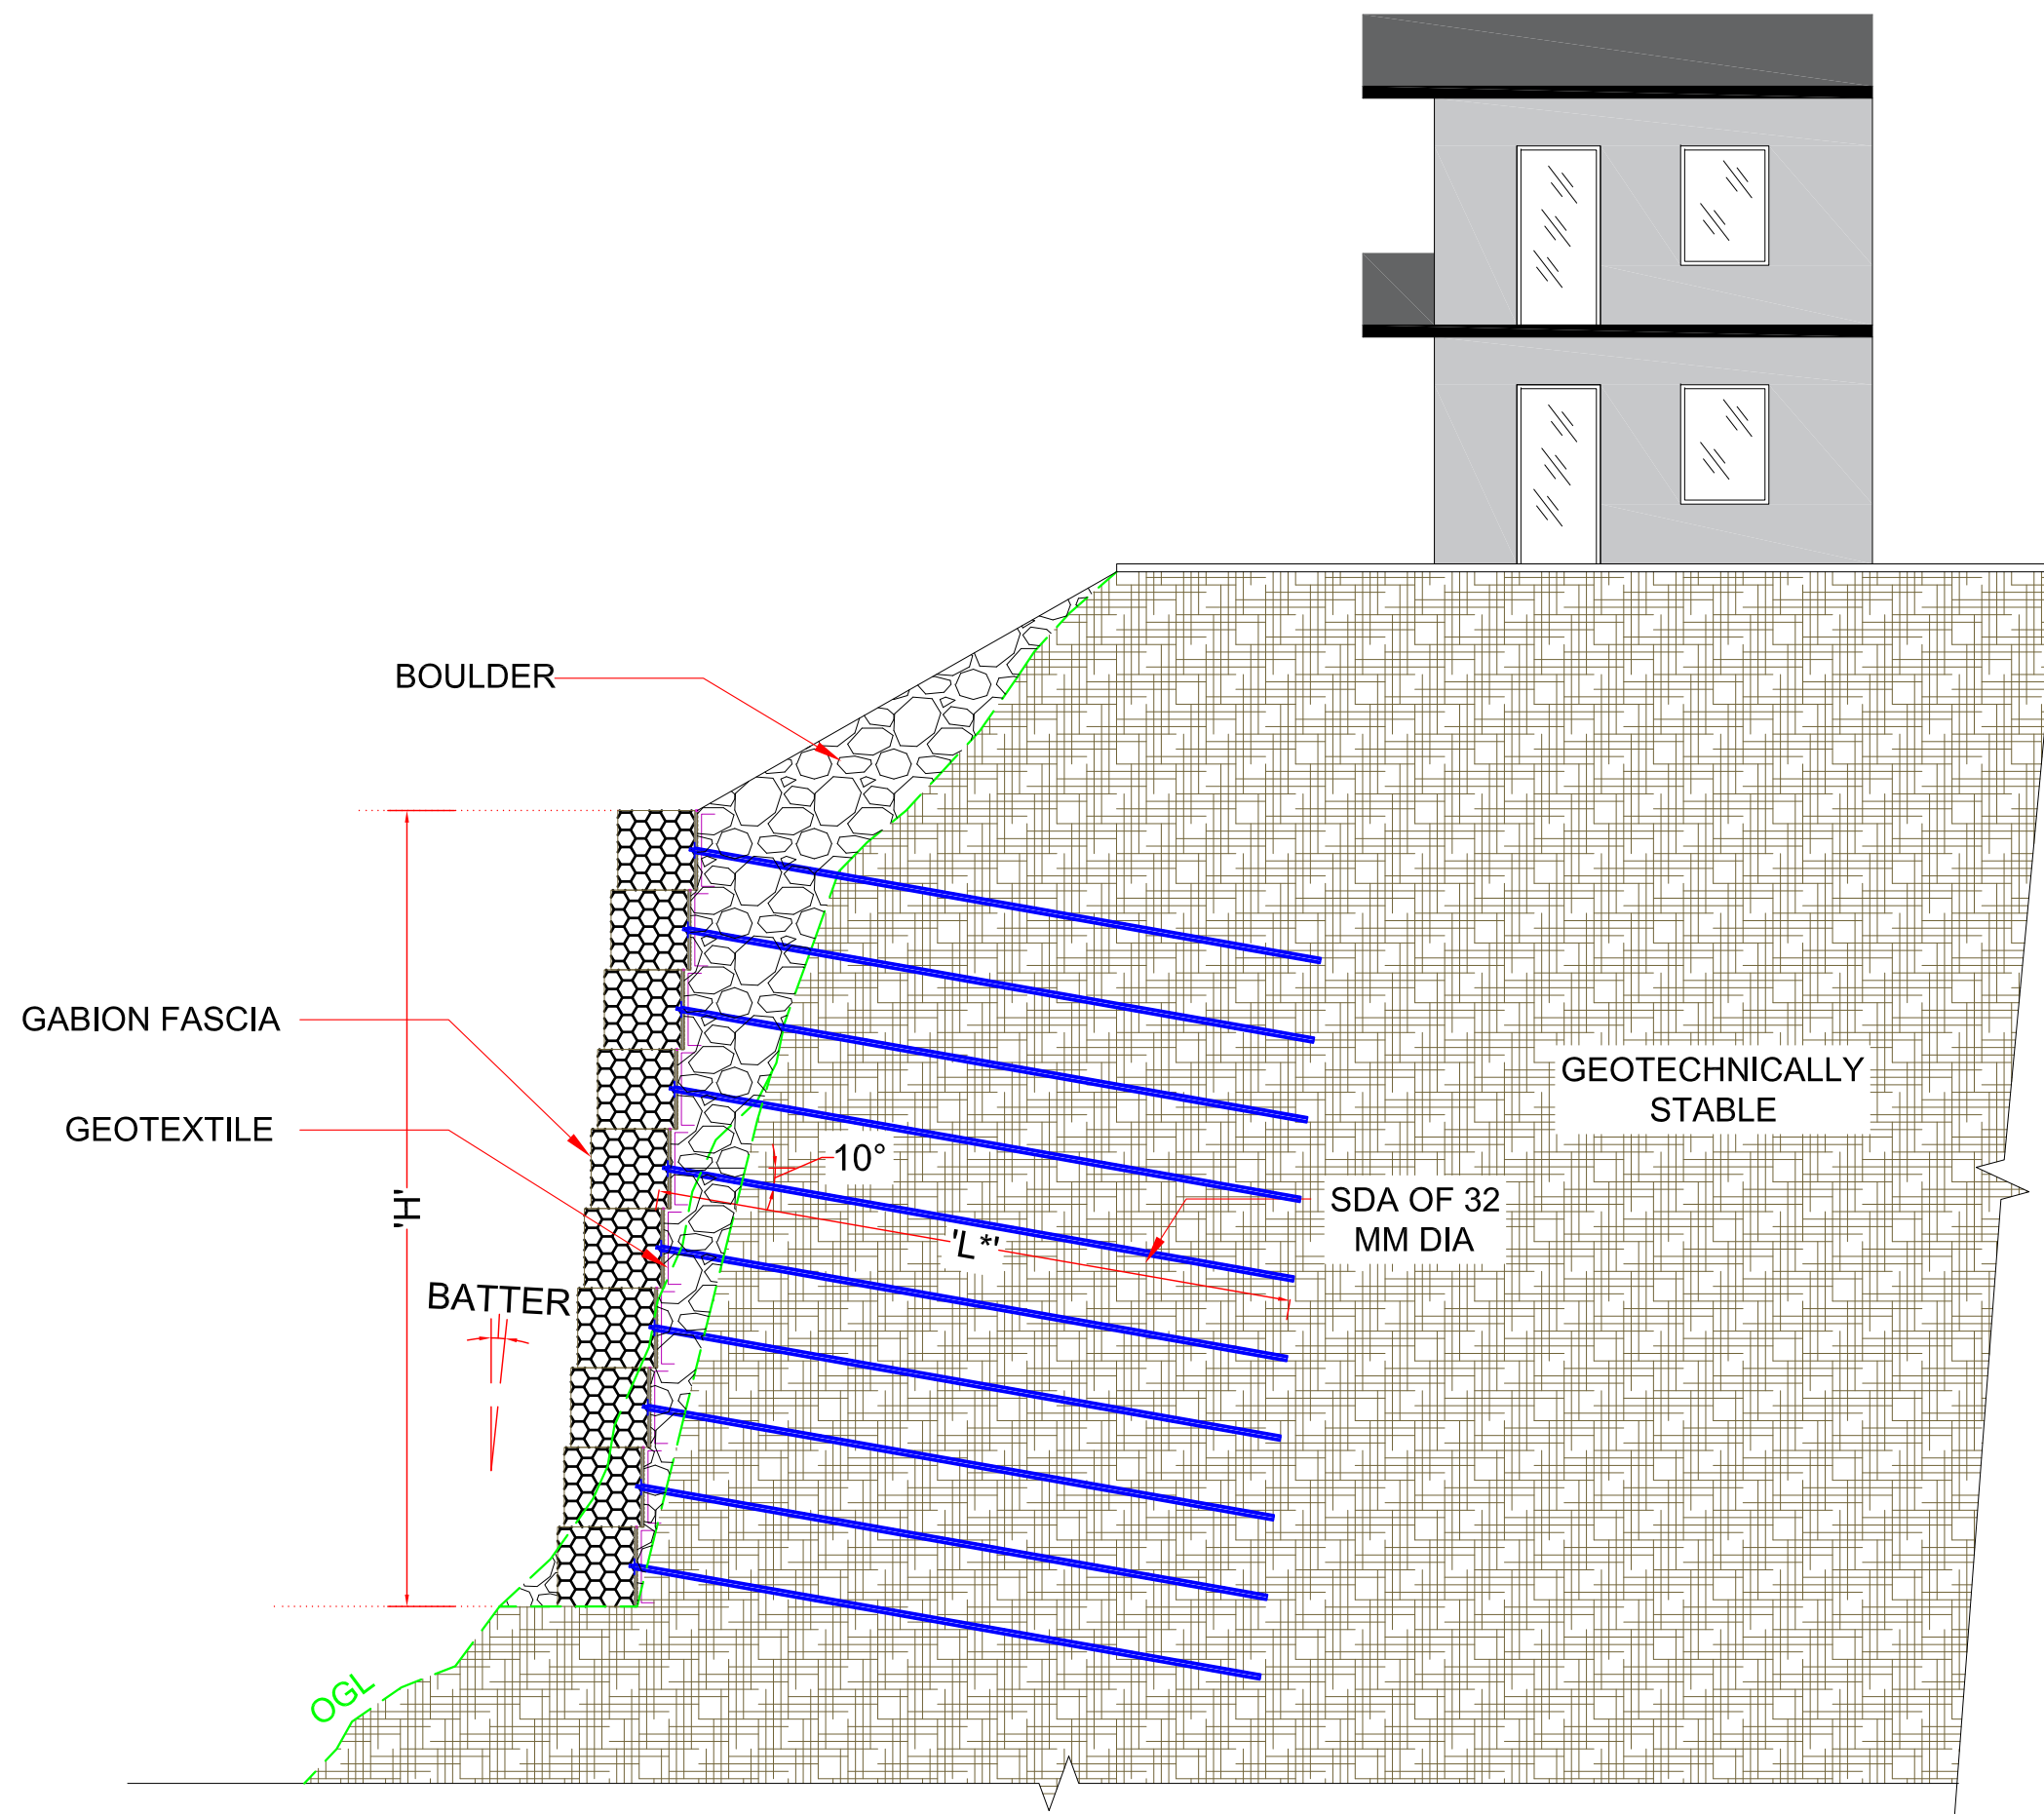 BOULDER
GABION FASCIA
GEOTECHNICALLY
STABLE
GEOTEXTILE
10°
'H'
SDA OF 32
MM DIA
'L*'
BATTER
OGL